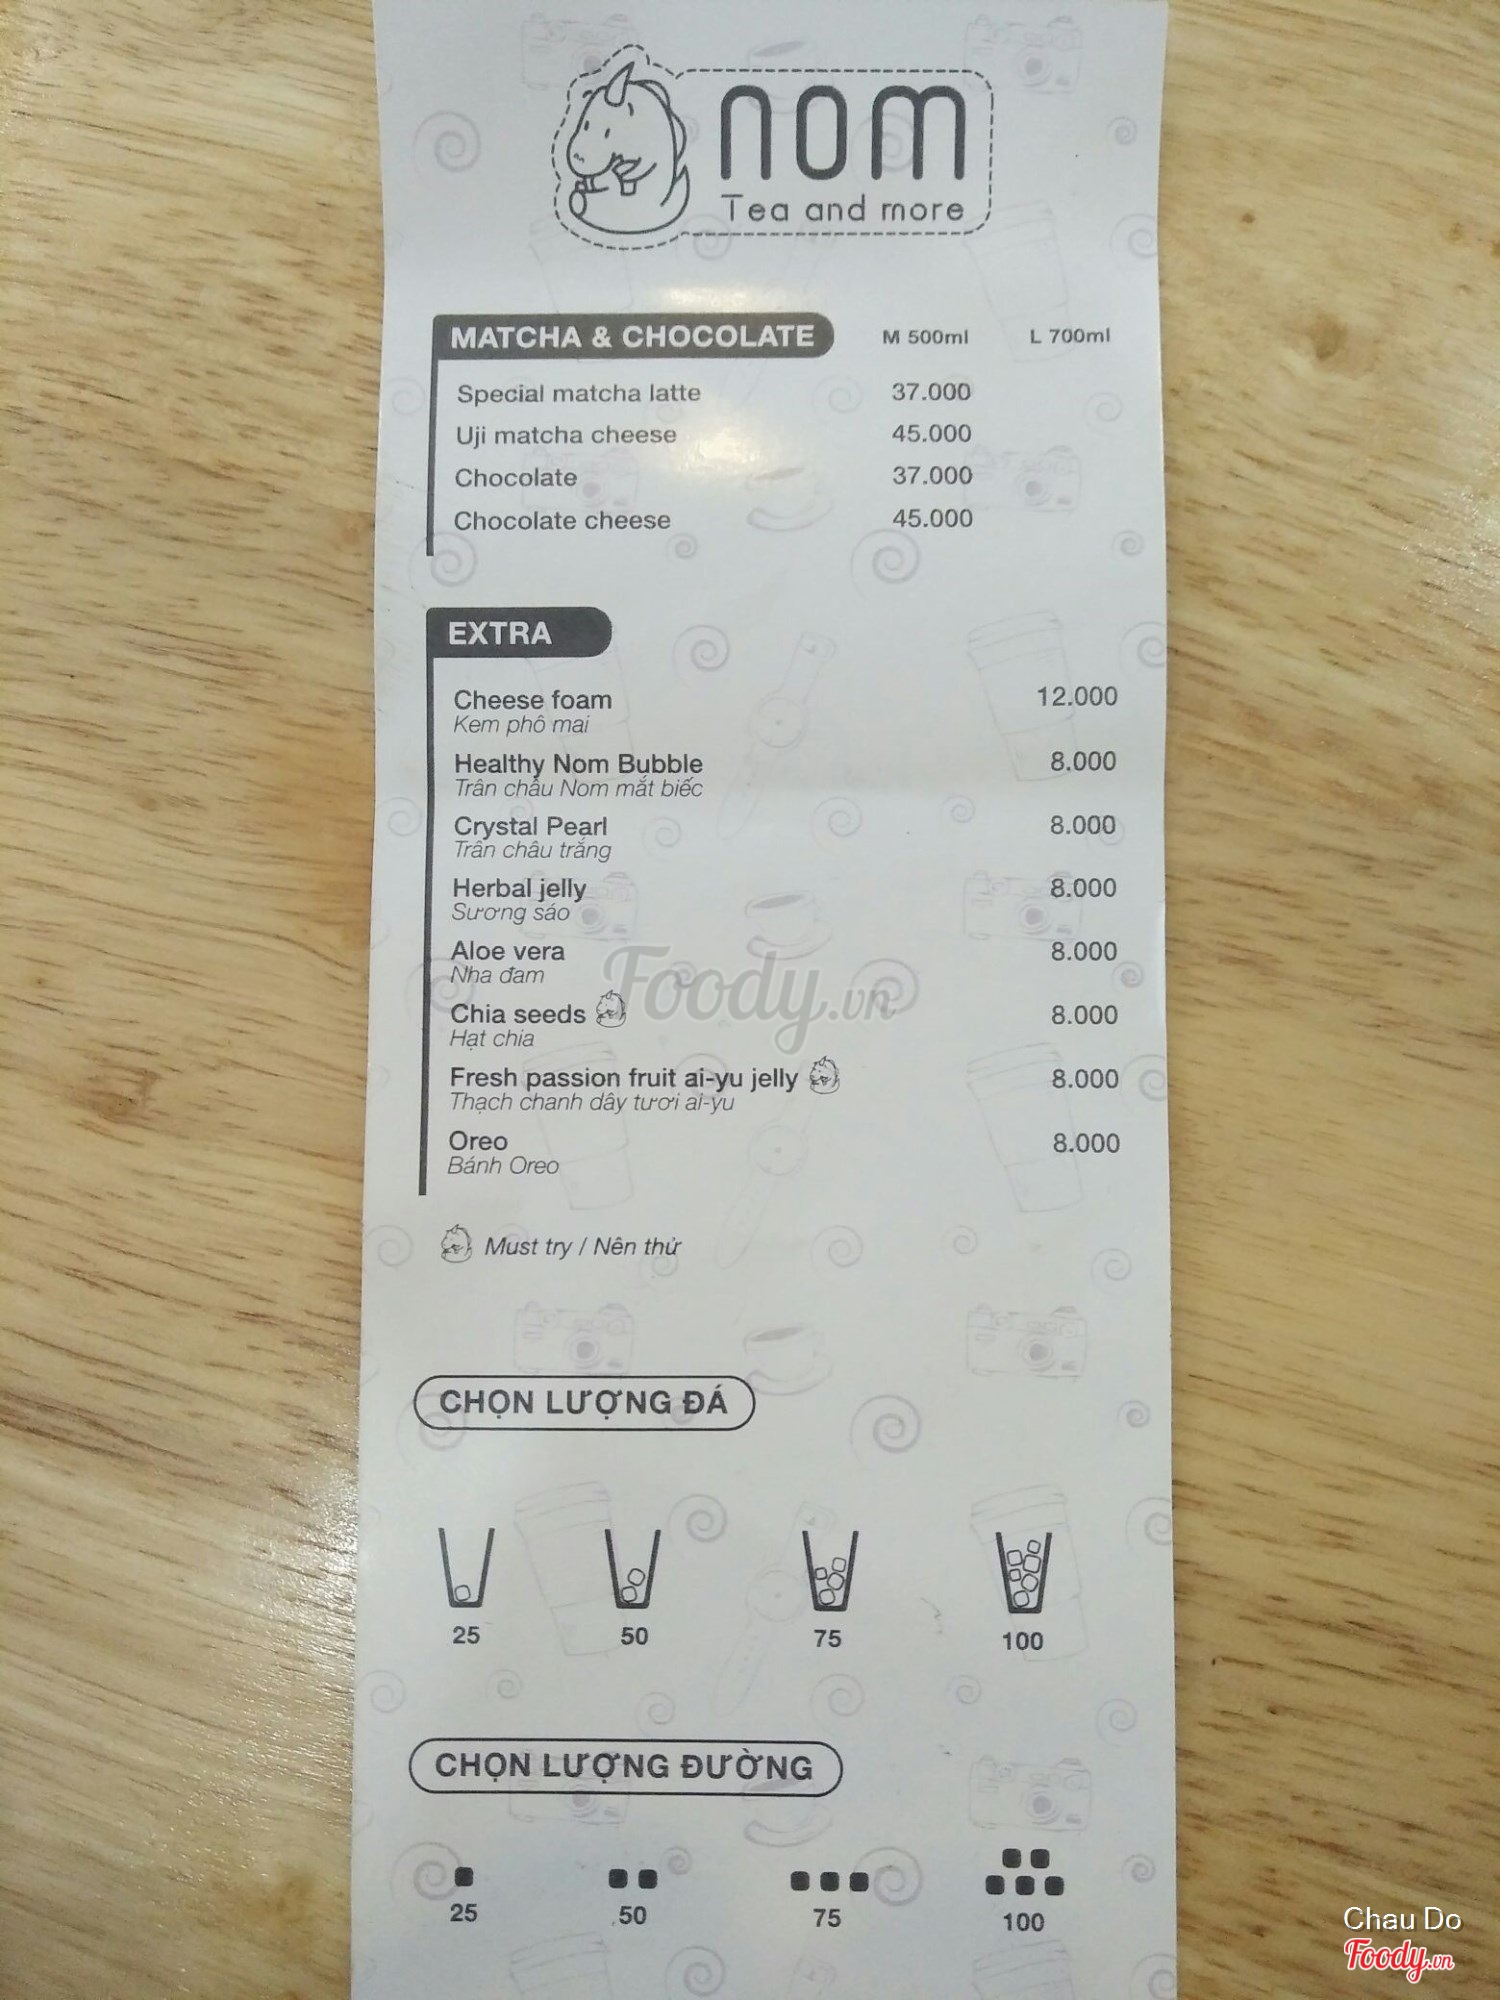 nom
Tea and more
MATCHA & CHOCOLATE M 500ml L 700ml
Special matcha latte 37.000
Uji matcha cheese 45.000
Chocolate 37.000
Chocolate cheese 45.000
EXTRA
Cheese foam 12.000
Kem phô mai
Healthy Nom Bubble 8.000
Trân châu Nom mắt biếc
Crystal Pearl 8.000
Trân châu trắng
Herbal jelly 8.000
Sương sáo
Aloe vera 8.000
Nha đam
Foody.vn
Chia seeds 8.000
Hạt chia
Fresh passion fruit ai-yu jelly 8.000
Thạch chanh dây tươi ai-yu
Oreo 8.000
Bánh Oreo
Must try / Nên thử
CHỌN LƯỢNG ĐÁ
25 50 75 100
CHỌN LƯỢNG ĐƯỜNG
25 50 75 100
Chau Do
Foody.vn